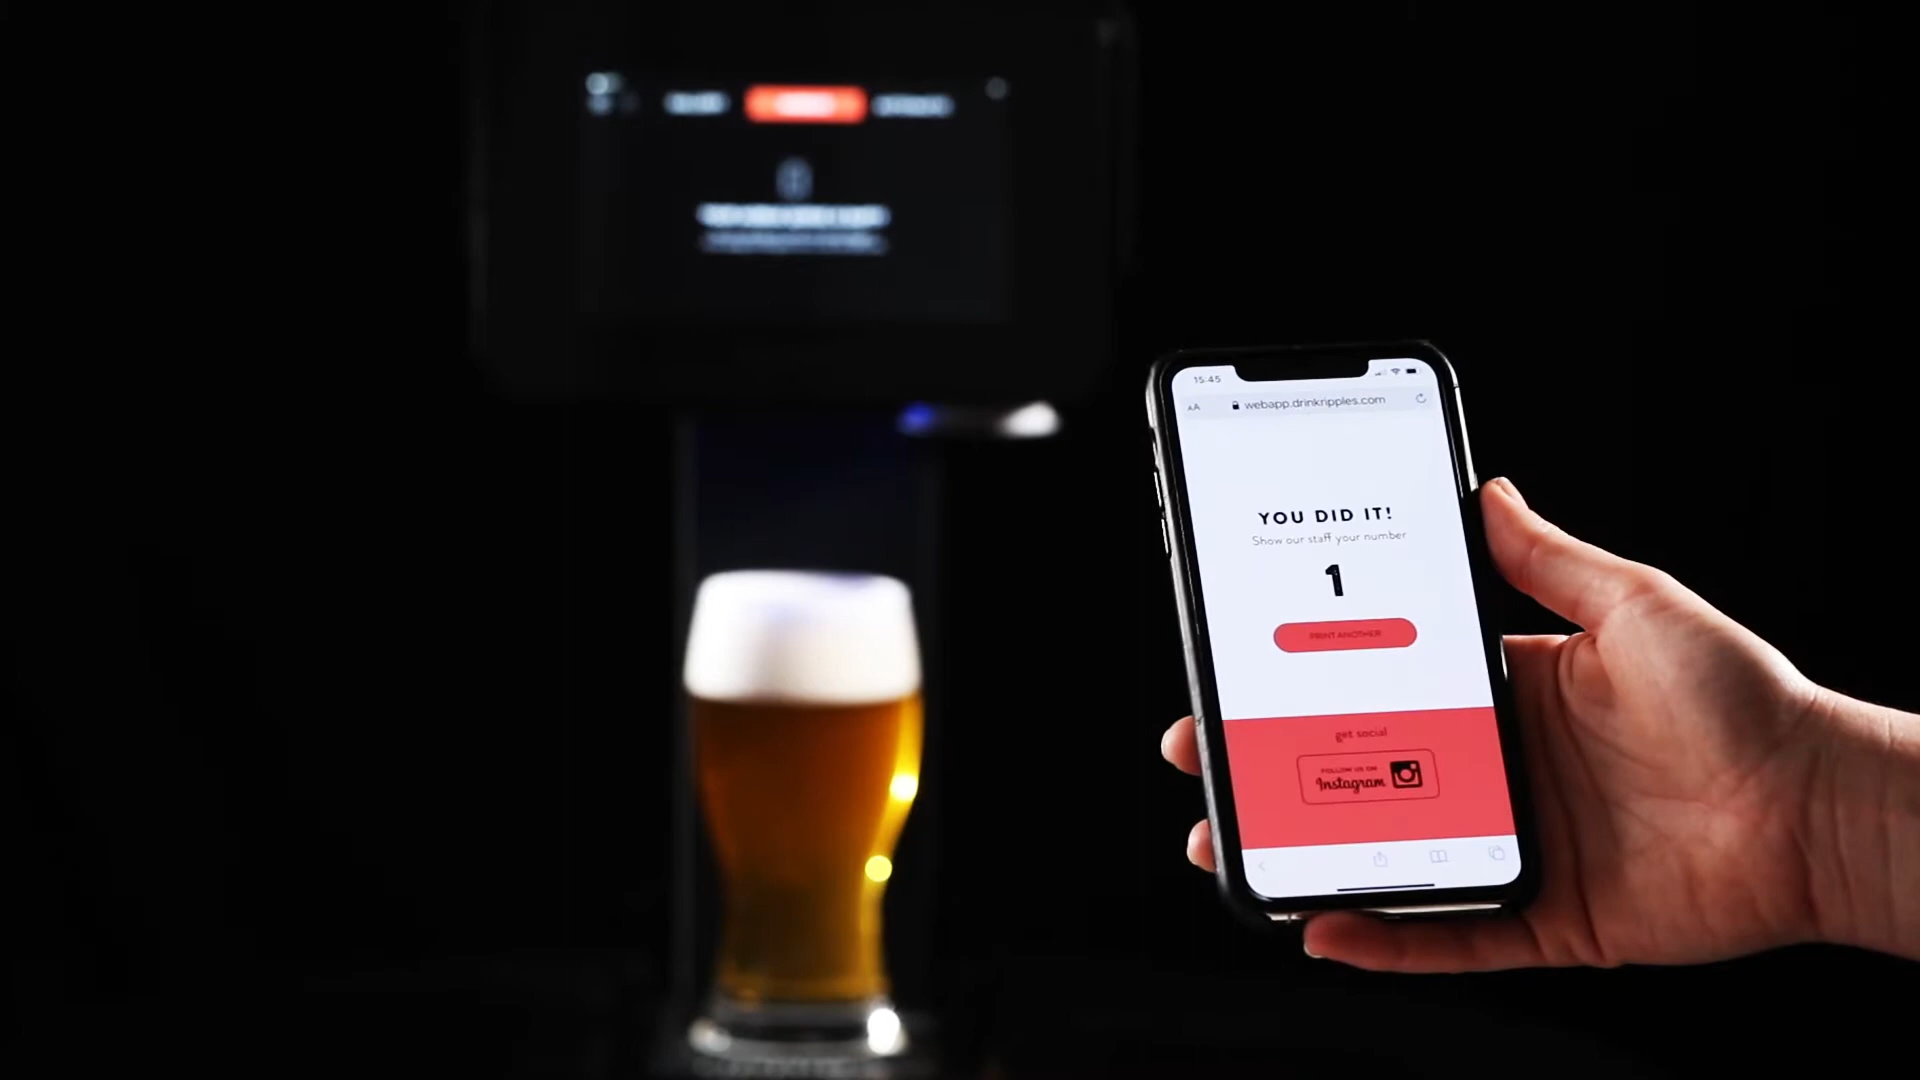 15:45
AA webapp.drinkripples.com
YOU DID IT!
Show our staff your number
1
PRINT ANOTHER
get social
FOLLOW US ON
Instagram